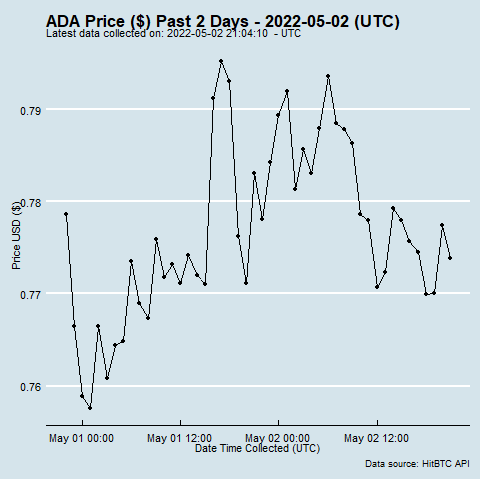 ADA Price ($) Past 2 Days - 2022-05-02 (UTC)
Latest data collected on: 2022-05-02 21:04:10 - UTC
0.79
0.78
0.77
0.76
Price USD ($)
May 01 00:00 May 01 12:00 May 02 00:00 May 02 12:00
Date Time Collected (UTC)
Data source: HitBTC API